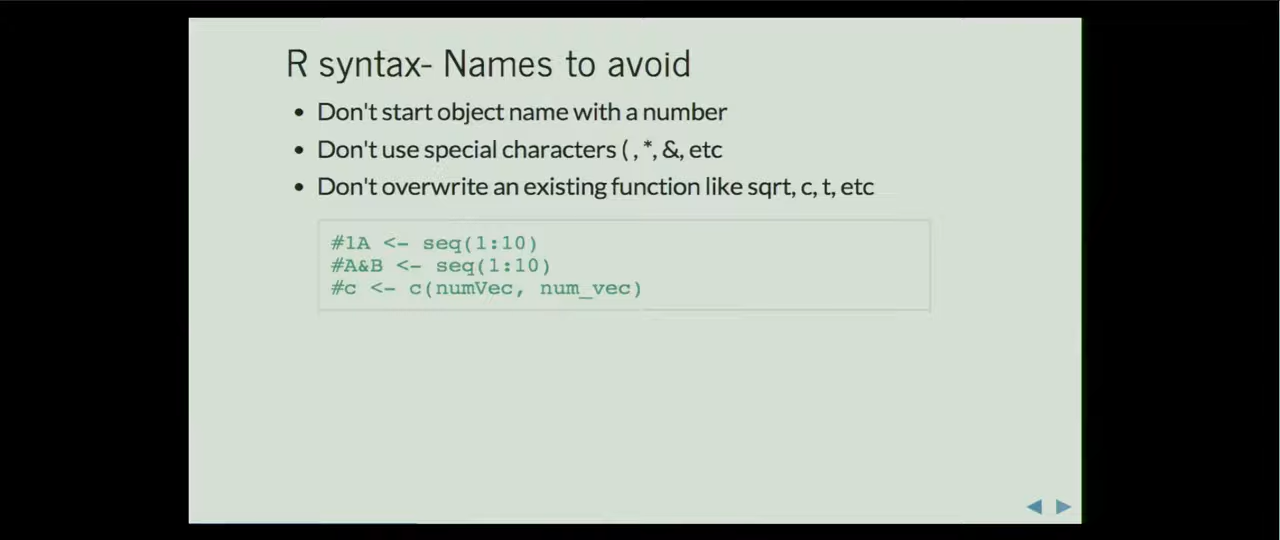 R syntax- Names to avoid
• Don't start object name with a number
• Don't use special characters ( , *, &, etc
• Don't overwrite an existing function like sqrt, c, t, etc
#1A <- seq(1:10)
#A&B <- seq(1:10)
#c <- c(numVec, num_vec)